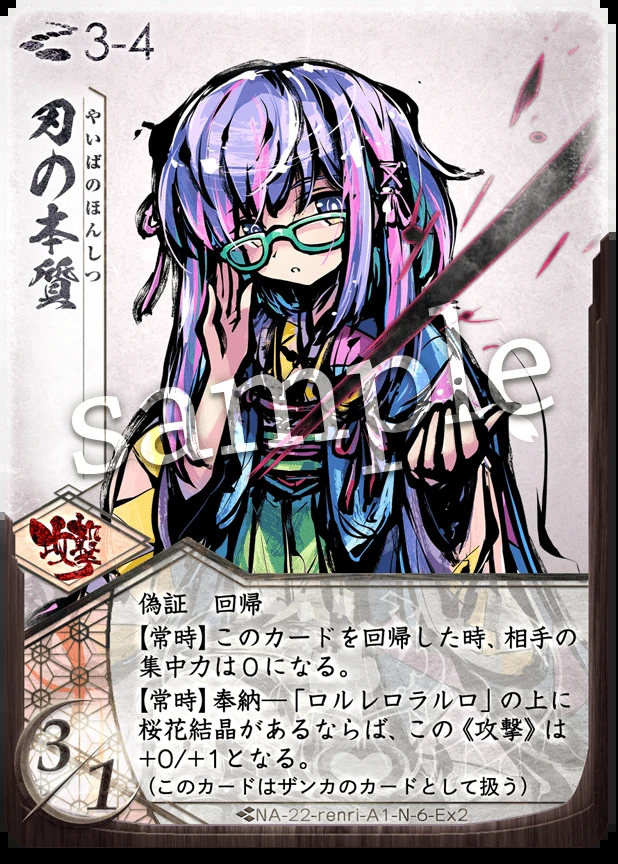 3-4
刃の本質
やいばのほんしつ
sample
攻撃
偽証　回帰
【常時】このカードを回帰した時、相手の
集中力は0になる。
【常時】奉納―「ロルレロラルロ」の上に
桜花結晶があるならば、この《攻撃》は
+0/+1となる。
(このカードはザンカのカードとして扱う)
3/1
NA-22-renri-A1-N-6-Ex2